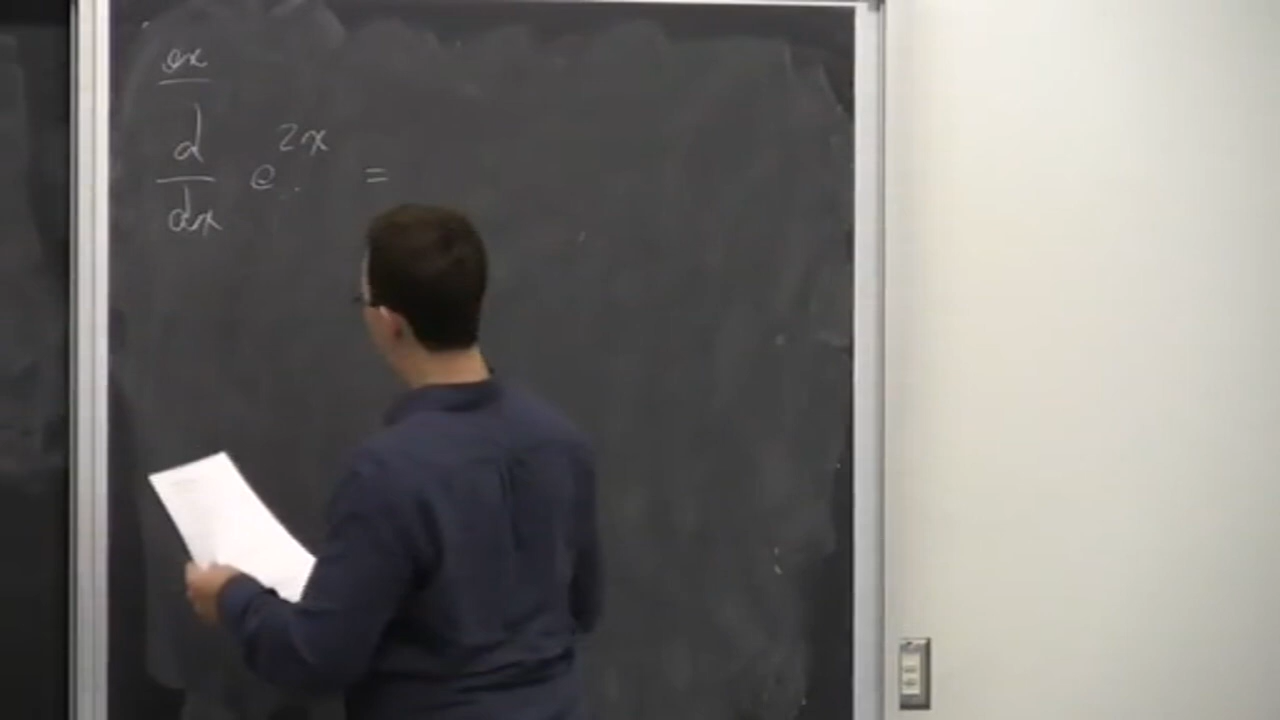 ex
d/dx e^{2x} =